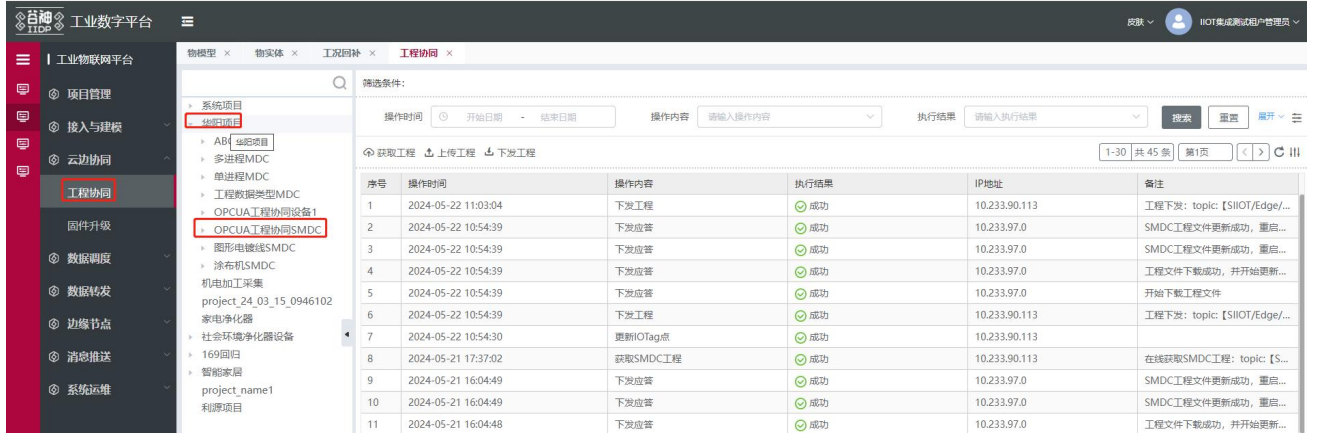 谷神 IIDP 工业数字平台 皮肤 IIOT集成测试租户管理员
工业物联网平台
项目管理
接入与建模
云边协同
工程协同
固件升级
数据调度
数据转发
边缘节点
消息推送
系统运维
物模型 × 物实体 × 工况回补 × 工程协同 ×
系统项目
华阳项目
华阳项目
多进程MDC
单进程MDC
工程数据类型MDC
OPCUA工程协同设备1
OPCUA工程协同SMDC
图形电镀线SMDC
涂布机SMDC
机电加工采集
project_24_03_15_0946102
家电净化器
社会环境净化器设备
169回归
智能家居
project_name1
利源项目
筛选条件:
操作时间 开始日期 - 结束日期 操作内容 请输入操作内容 执行结果 请输入执行结果 搜索 重置 展开
获取工程 上传工程 下发工程 1-30 共 45 条 第1页 < >
序号 操作时间 操作内容 执行结果 IP地址 备注
1 2024-05-22 11:03:04 下发工程 成功 10.233.90.113 工程下发：topic:【SIIOT/Edge/...
2 2024-05-22 10:54:39 下发应答 成功 10.233.97.0 SMDC工程文件更新成功，重启...
3 2024-05-22 10:54:39 下发应答 成功 10.233.97.0 SMDC工程文件更新成功，重启...
4 2024-05-22 10:54:39 下发应答 成功 10.233.97.0 工程文件下载成功，并开始更新...
5 2024-05-22 10:54:39 下发应答 成功 10.233.97.0 开始下载工程文件
6 2024-05-22 10:54:39 下发工程 成功 10.233.90.113 工程下发：topic:【SIIOT/Edge/...
7 2024-05-22 10:54:30 更新IOTag点 成功 10.233.90.113
8 2024-05-21 17:37:02 获取SMDC工程 成功 10.233.90.113 在线获取SMDC工程：topic:【S...
9 2024-05-21 16:04:49 下发应答 成功 10.233.97.0 SMDC工程文件更新成功，重启...
10 2024-05-21 16:04:49 下发应答 成功 10.233.97.0 SMDC工程文件更新成功，重启...
11 2024-05-21 16:04:48 下发应答 成功 10.233.97.0 工程文件下载成功，并开始更新...